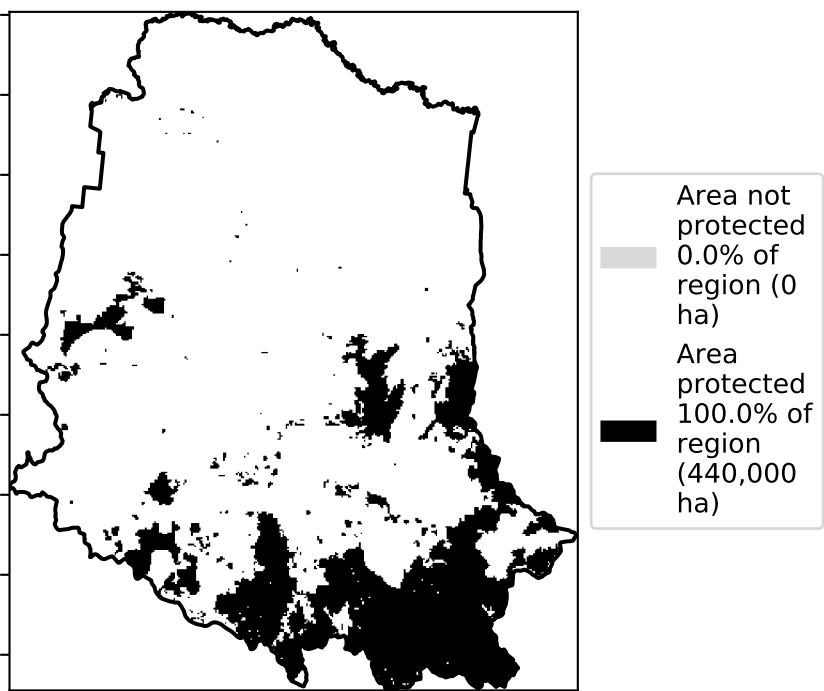 Area not
protected
0.0% of
region (0
ha)
Area
protected
100.0% of
region
(440,000
ha)